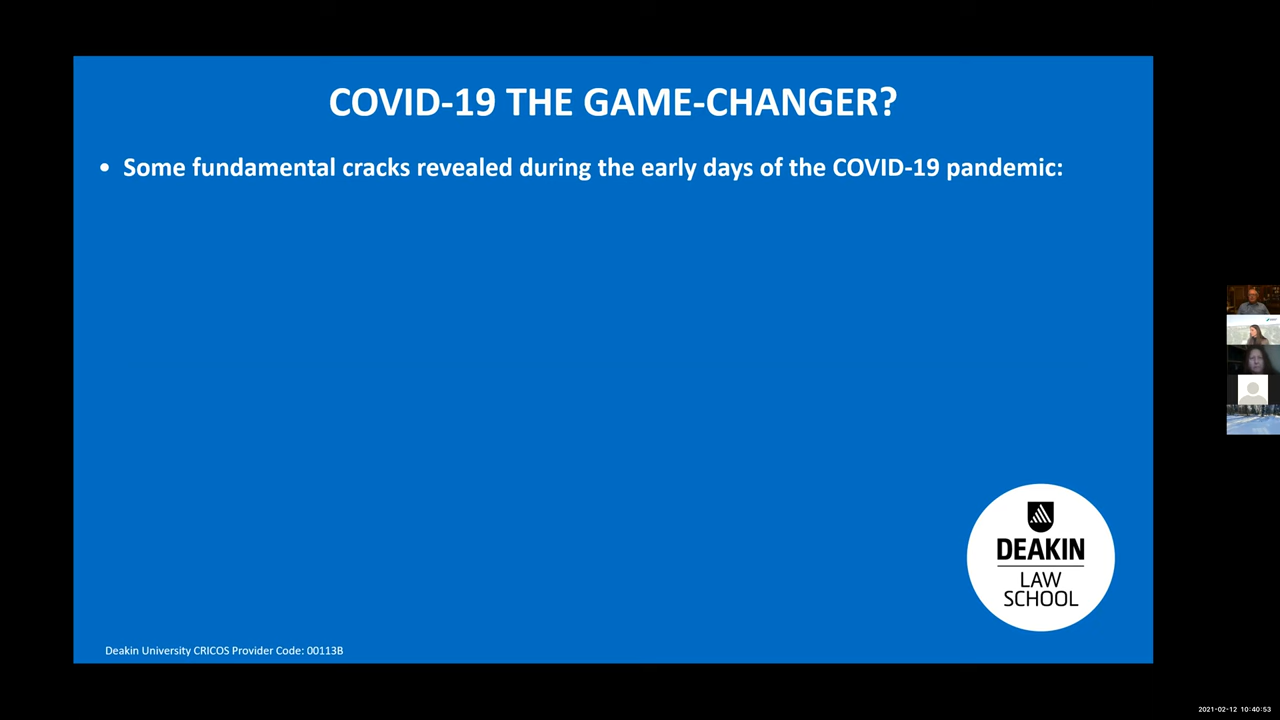 COVID-19 THE GAME-CHANGER?
• Some fundamental cracks revealed during the early days of the COVID-19 pandemic:
DEAKIN
LAW
SCHOOL
Deakin University CRICOS Provider Code: 00113B
2021-02-12 10:40:53